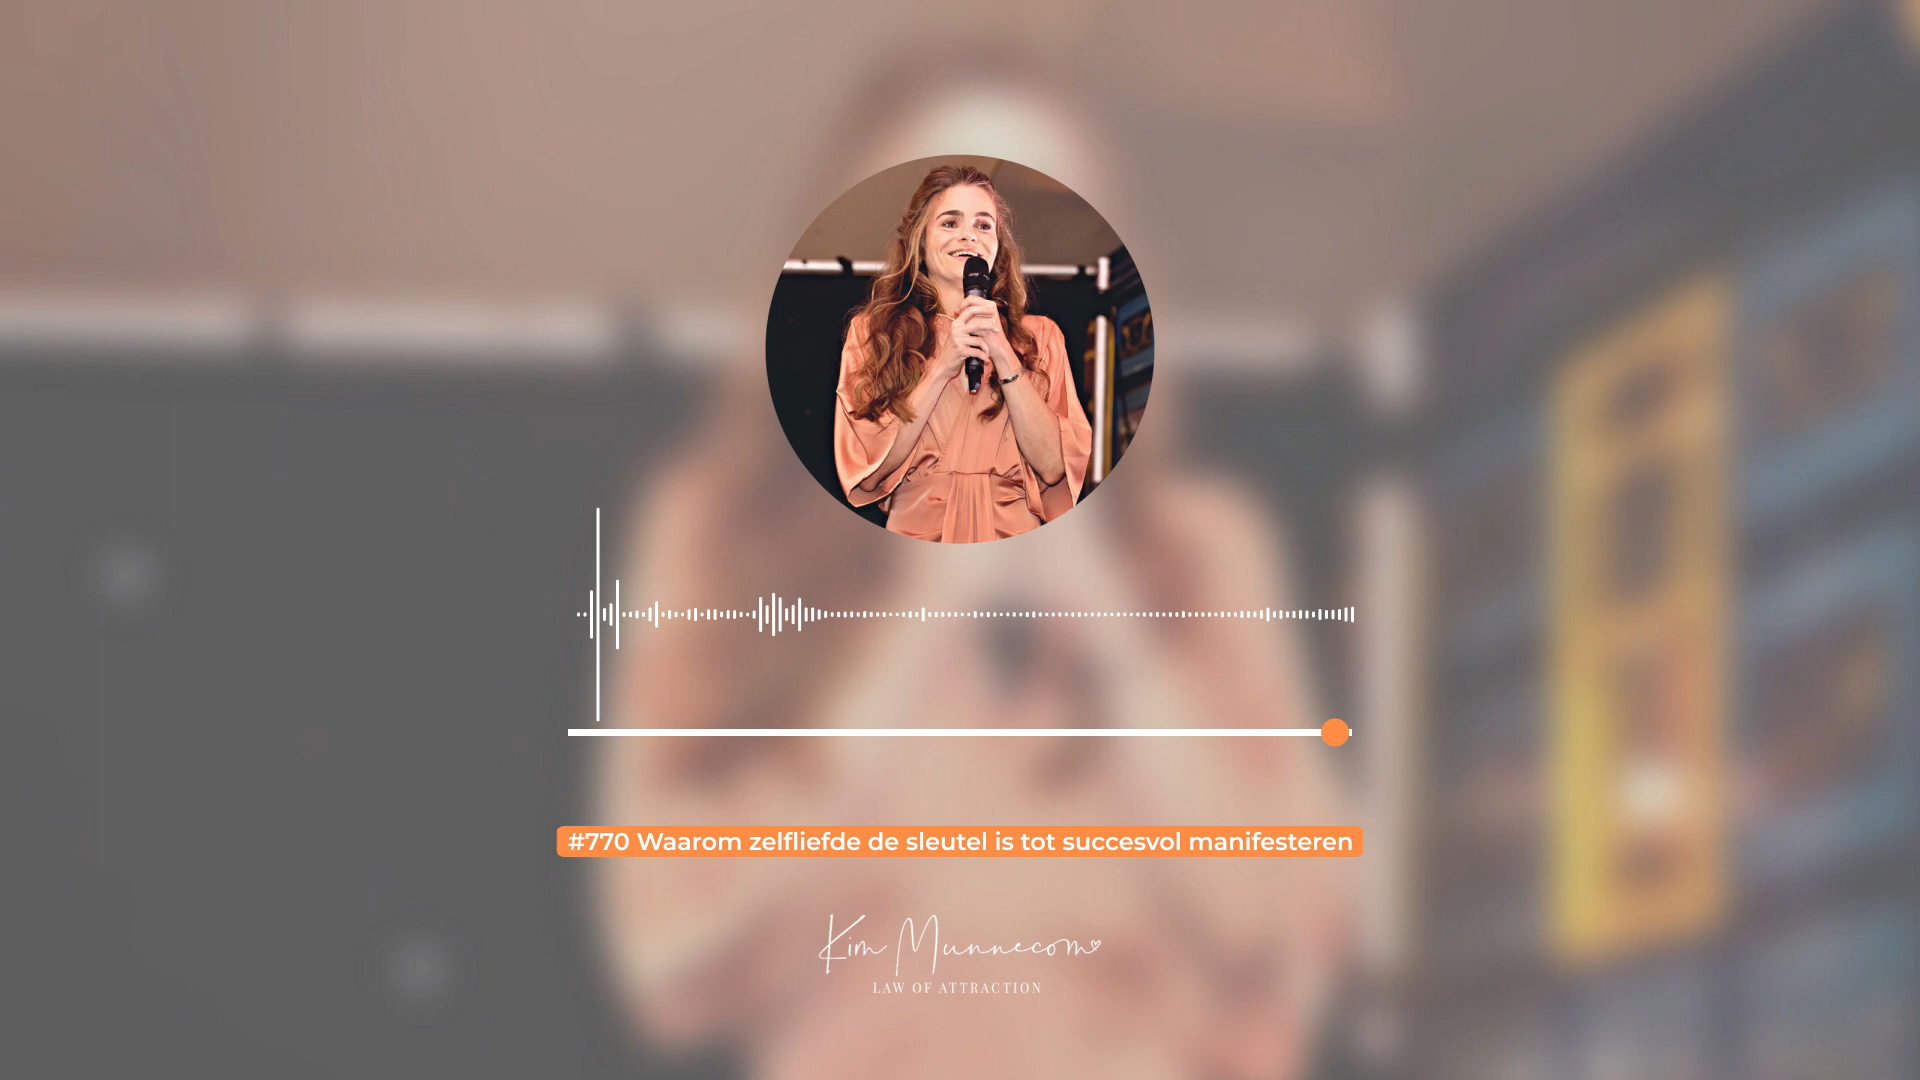 #770 Waarom zelfliefde de sleutel is tot succesvol manifesteren
Kim Munnecom
LAW OF ATTRACTION